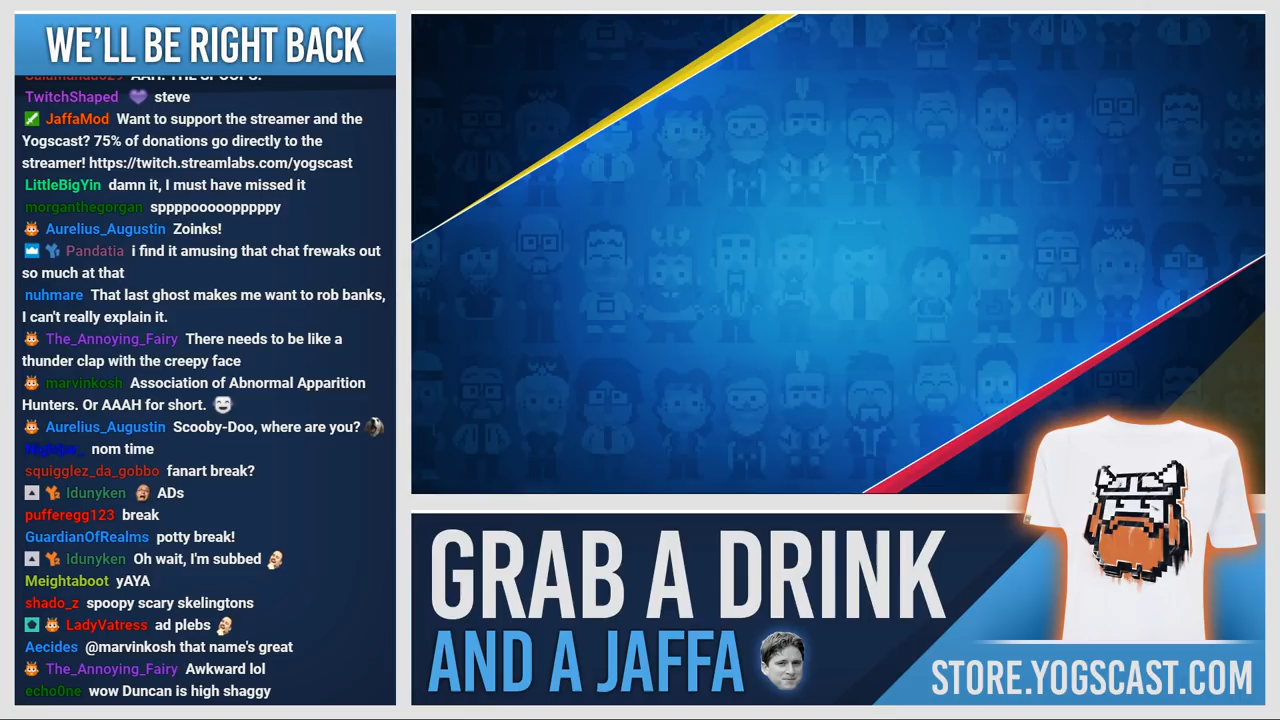 WE'LL BE RIGHT BACK
TwitchShaped steve
JaffaMod Want to support the streamer and the
Yogscast? 75% of donations go directly to the
streamer! https://twitch.streamlabs.com/yogscast
LittleBigYin damn it, I must have missed it
morganthegorgan sppppooooopppppy
Aurelius_Augustin Zoinks!
Pandatia i find it amusing that chat frewaks out
so much at that
nuhmare That last ghost makes me want to rob banks,
I can't really explain it.
The_Annoying_Fairy There needs to be like a
thunder clap with the creepy face
marvinkosh Association of Abnormal Apparition
Hunters. Or AAAH for short.
Aurelius_Augustin Scooby-Doo, where are you?
nom time
squigglez_da_gobbo fanart break?
Idunyken ADs
pufferegg123 break
GuardianOfRealms potty break!
Idunyken Oh wait, I'm subbed
Meightaboot yAYA
shado_z spoopy scary skelingtons
LadyVatress ad plebs
Aecides @marvinkosh that name's great
The_Annoying_Fairy Awkward lol
echo0ne wow Duncan is high shaggy
GRAB A DRINK
AND A JAFFA
STORE.YOGSCAST.COM